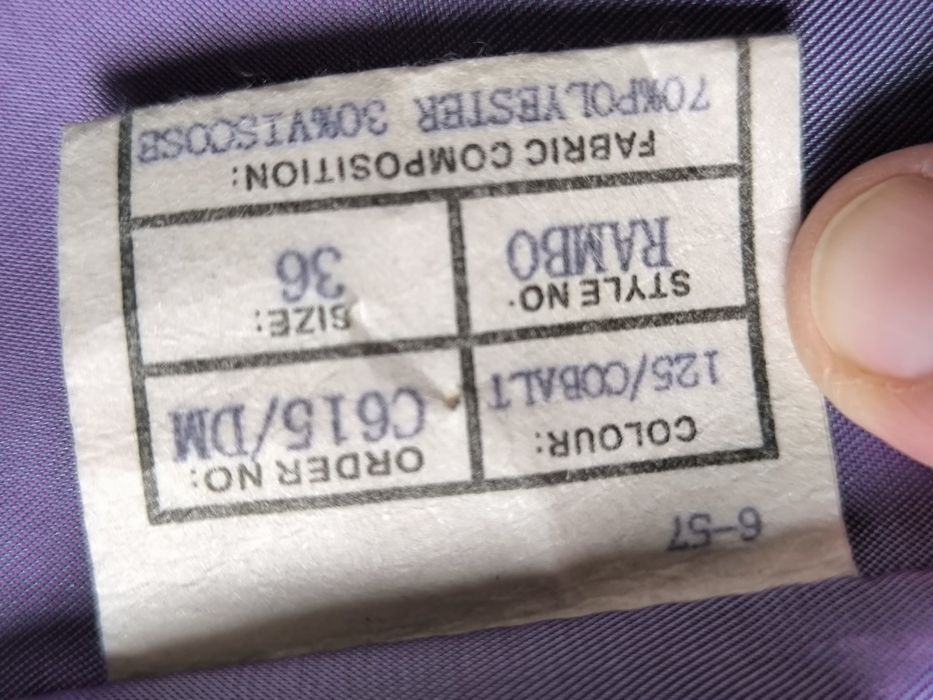 6-57
COLOUR:
125/COBALT
ORDER NO:
C615/DM
STYLE NO·
RAMBO
SIZE:
36
FABRIC COMPOSITION:
70%POLYESTER 30%VISCOSE